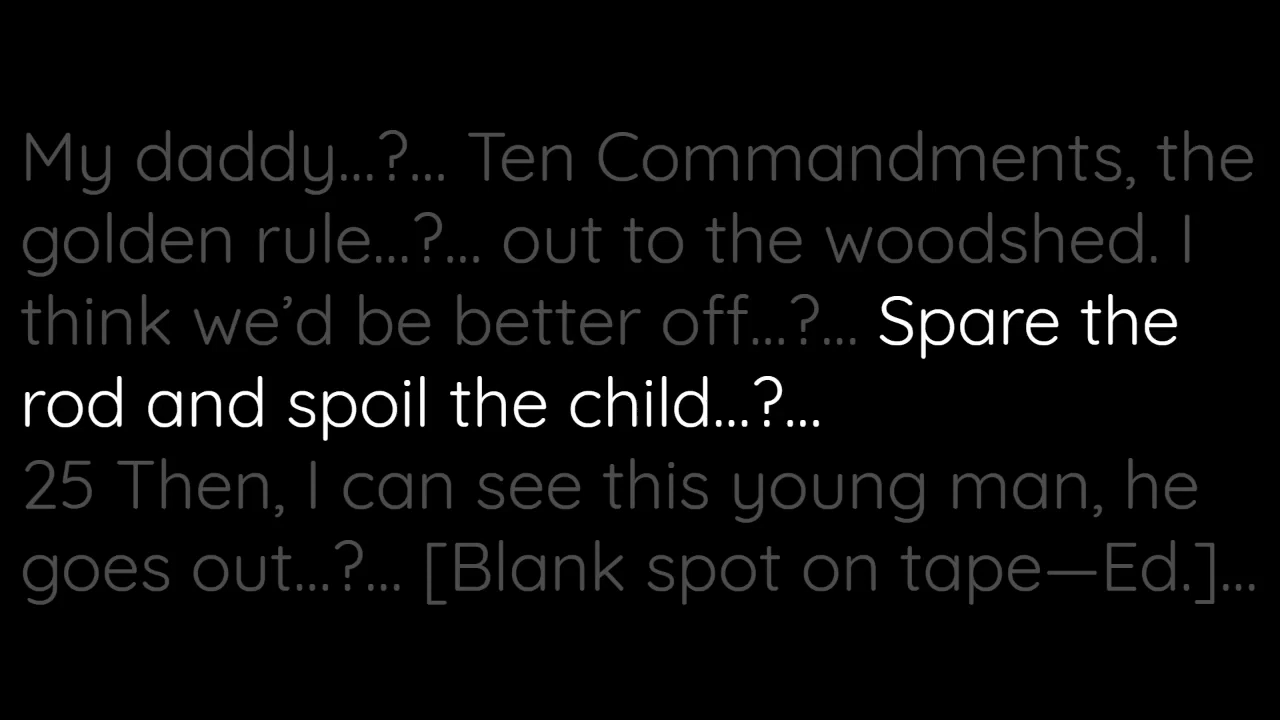 My daddy...?... Ten Commandments, the
golden rule...?... out to the woodshed. I
think we’d be better off...?... Spare the
rod and spoil the child...?...
25 Then, I can see this young man, he
goes out...?... [Blank spot on tape—Ed.]...